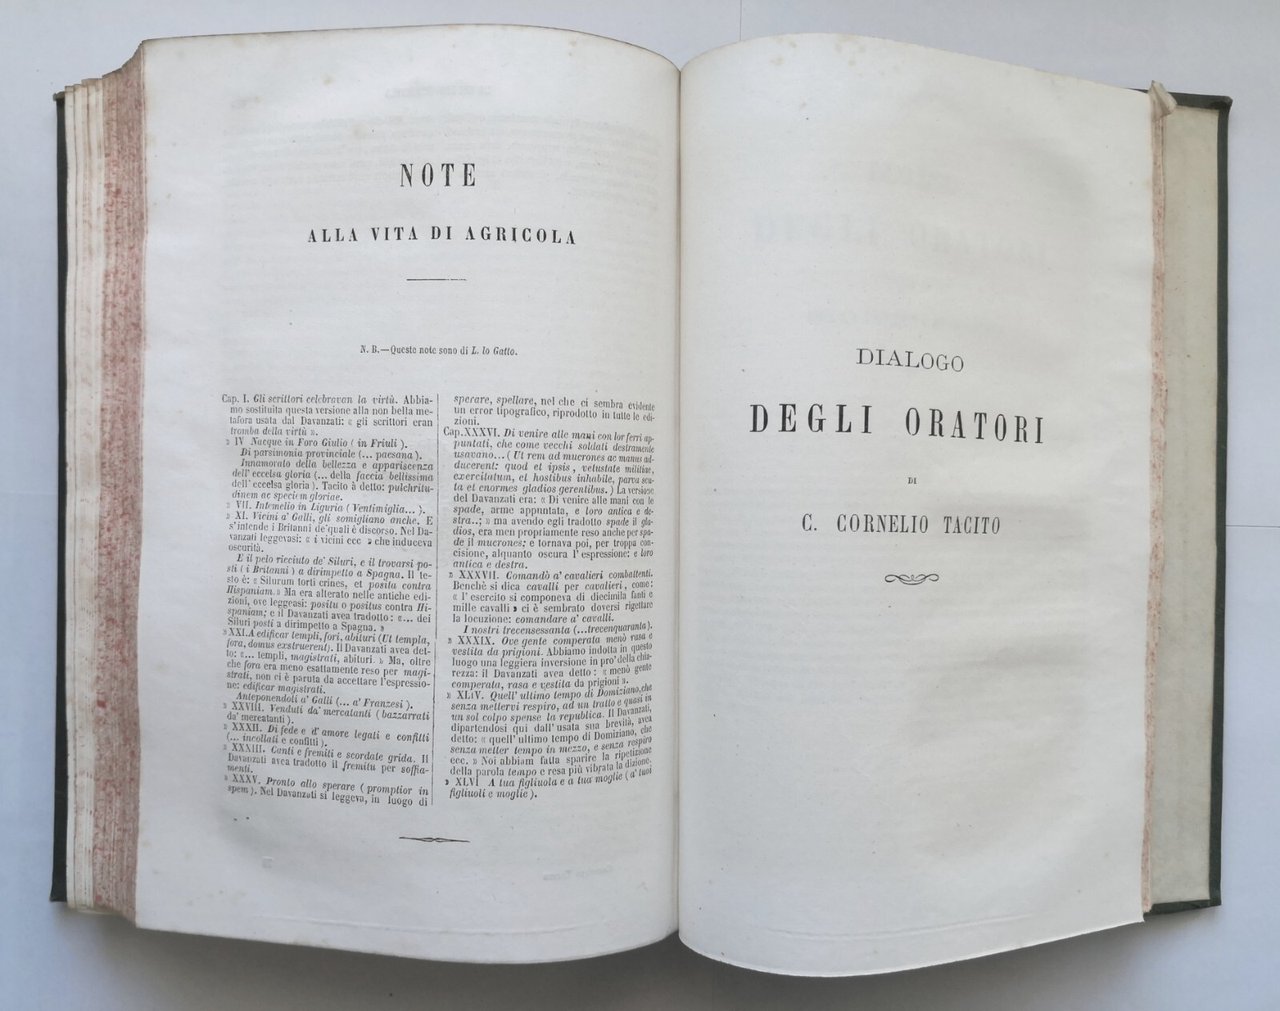 NOTE
ALLA VITA DI AGRICOLA
N. B.—Queste note sono di L. lo Gatto.
Cap. I. Gli scrittori celebravan la virtù. Abbia-
mo sostituita questa versione alla non bella me-
tafora usata dal Davanzati: « gli scrittori eran
tromba della virtù ».
» IV Nacque in Foro Giulio ( in Friuli ).
Di parsimonia provinciale (... paesana).
Innamorato della bellezza e appariscenza
dell' eccelsa gloria (... della faccia bellissima
dell' eccelsa gloria ). Tacito à detto: pulchritu-
dinem ac speciem gloriae.
» VII. Intemelio in Liguria ( Ventimiglia... ).
» XI. Vicini a' Galli, gli somigliano anche. E
s'intende i Britanni de'quali è discorso. Nel Da-
vanzati leggevasi: « i vicini ecc » che induceva
oscurità.
E il pelo ricciuto de' Siluri, e il trovarsi po-
sti ( i Britanni ) a dirimpetto a Spagna. Il te-
sto è: « Silurum torti crines, et posita contra
Hispaniam. » Ma era alterato nelle antiche edi-
zioni, ove leggeasi: positu o positus contra Hi-
spaniam; e il Davanzati avea tradotto: «... dei
Siluri posti a dirimpetto a Spagna. »
» XXI. A edificar templi, fori, abituri (Ut templa,
fora, domus exstruerent). Il Davanzati avea det-
to: «... templi, magistrati, abituri. » Ma, oltre
che fora era meno esattamente reso per magi-
strati, non ci è paruta da accettare l'espressio-
ne: edificar magistrati.
Anteponendoli a' Galli (... a' Franzesi ).
» XXVIII. Venduti da' mercatanti (bazzarrati
da' mercatanti ).
» XXXII. Di fede e d' amore legati e confitti
(... incollati e confitti ).
» XXXIII. Canti e fremiti e scordate grida. Il
Davanzati avea tradotto il fremitu per soffia-
menti.
» XXXV. Pronto allo sperare ( promptior in
spem ). Nel Davanzati si leggeva, in luogo di
sperare, spellare, nel che ci sembra evidente
un error tipografico, riprodotto in tutte le edi-
zioni.
Cap.XXXVI. Di venire alle mani con lor ferri ap-
puntati, che come vecchi soldati destramente
usavano... ( Ut rem ad mucrones ac manus ad-
ducerent: quod et ipsis, vetustate militiae,
exercitatum, et hostibus inhabile, parva scu-
ta et enormes gladios gerentibus. ) La versione
del Davanzati era: « Di venire alle mani con le
spade, arme appuntata, e loro antica e de-
stra..; » ma avendo egli tradotto spade il gla-
dios, era men propriamente reso anche per spa-
de il mucrones; e tornava poi, per troppa con-
cisione, alquanto oscura l'espressione: e loro
antica e destra.
» XXXVII. Comandò a' cavalieri combattenti.
Benchè si dica cavalli per cavalieri, come:
« l' esercito si componeva di diecimila fanti e
mille cavalli » ci è sembrato doversi rigettare
la locuzione: comandare a' cavalli.
I nostri trecensessanta (...trecenquaranta).
» XXXIX. Ove gente comperata menò rasa e
vestita da prigioni. Abbiamo indotta in questo
luogo una leggiera inversione in pro'della chia-
rezza: il Davanzati avea detto : « menò gente
comperata, rasa e vestita da prigioni ».
» XLIV. Quell' ultimo tempo di Domiziano, che
senza mettervi respiro, ad un tratto e quasi in
un sol colpo spense la republica. Il Davanzati,
dipartendosi qui dall'usata sua brevità, avea
detto: « quell' ultimo tempo di Domiziano, che
senza metter tempo in mezzo, e senza respiro
ecc. » Noi abbiam fatta sparire la ripetizione
della parola tempo e resa più vibrata la dizione.
» XLVI A tua figliuola e a tua moglie ( a' tuoi
figliuoli e moglie ).
DIALOGO
DEGLI ORATORI
DI
C. CORNELIO TACITO